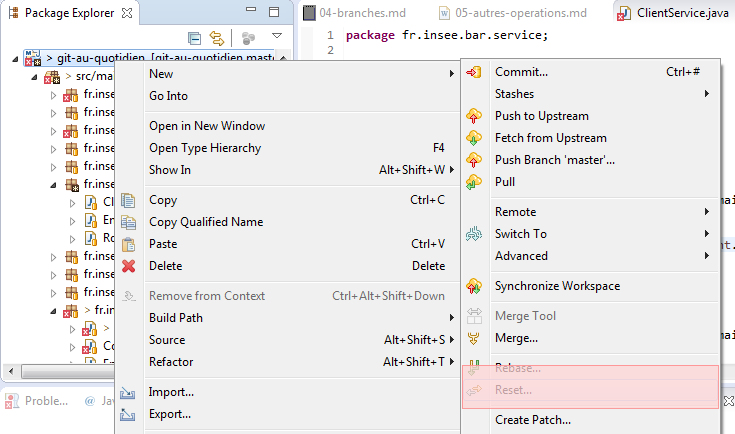 Package Explorer
04-branches.md
05-autres-operations.md
ClientService.java
1 package fr.insee.bar.service;
2
> git-au-quotidien [git-au-quotidien master
> src/ma
fr.inse
fr.inse
fr.inse
fr.inse
fr.inse
fr.inse
Cl
En
Ro
fr.inse
fr.inse
fr.inse
> fr.in
>
Co
New
Go Into
Open in New Window
Open Type Hierarchy F4
Show In Alt+Shift+W
Copy Ctrl+C
Copy Qualified Name
Paste Ctrl+V
Delete Delete
Remove from Context Ctrl+Alt+Shift+Down
Build Path
Source Alt+Shift+S
Refactor Alt+Shift+T
Import...
Export...
Commit... Ctrl+#
Stashes
Push to Upstream
Fetch from Upstream
Push Branch 'master'...
Pull
Remote
Switch To
Advanced
Synchronize Workspace
Merge Tool
Merge...
Rebase...
Reset...
Create Patch...
Proble...
@ Jav